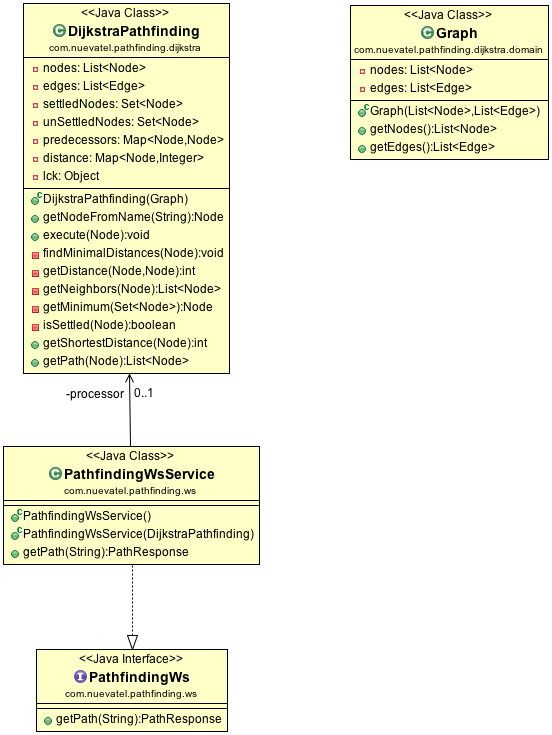 <<Java Class>>
DijkstraPathfinding
com.nuevatel.pathfinding.dijkstra
nodes: List<Node>
edges: List<Edge>
settledNodes: Set<Node>
unSettledNodes: Set<Node>
predecessors: Map<Node,Node>
distance: Map<Node,Integer>
lck: Object
DijkstraPathfinding(Graph)
getNodeFromName(String):Node
execute(Node):void
findMinimalDistances(Node):void
getDistance(Node,Node):int
getNeighbors(Node):List<Node>
getMinimum(Set<Node>):Node
isSettled(Node):boolean
getShortestDistance(Node):int
getPath(Node):List<Node>
<<Java Class>>
Graph
com.nuevatel.pathfinding.dijkstra.domain
nodes: List<Node>
edges: List<Edge>
Graph(List<Node>,List<Edge>)
getNodes():List<Node>
getEdges():List<Edge>
-processor 0..1
<<Java Class>>
PathfindingWsService
com.nuevatel.pathfinding.ws
PathfindingWsService()
PathfindingWsService(DijkstraPathfinding)
getPath(String):PathResponse
<<Java Interface>>
PathfindingWs
com.nuevatel.pathfinding.ws
getPath(String):PathResponse